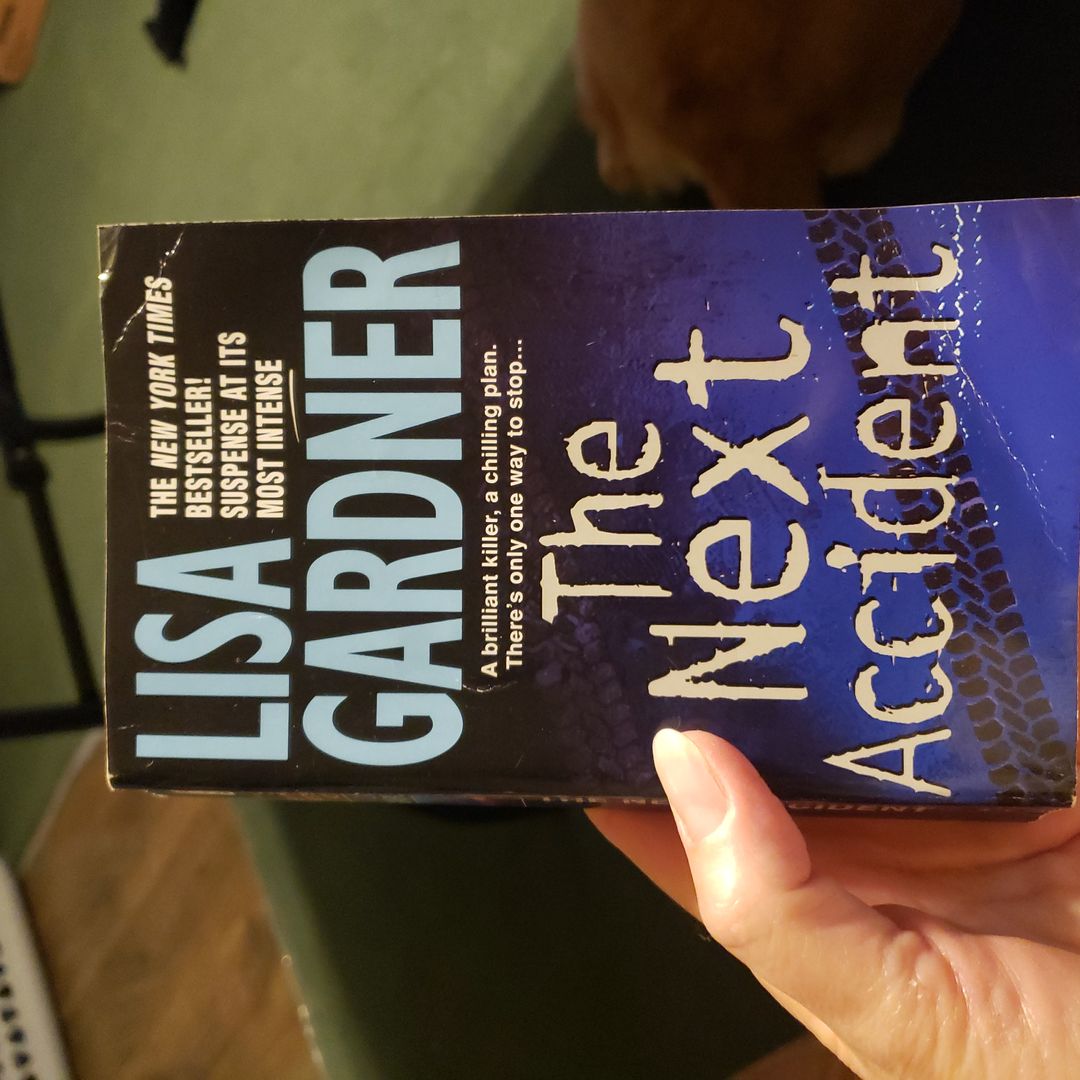 LISA
THE NEW YORK TIMES
BESTSELLER!
SUSPENSE AT ITS
MOST INTENSE
GARDNER
A brilliant killer, a chilling plan.
There's only one way to stop...
The
Next
Accident